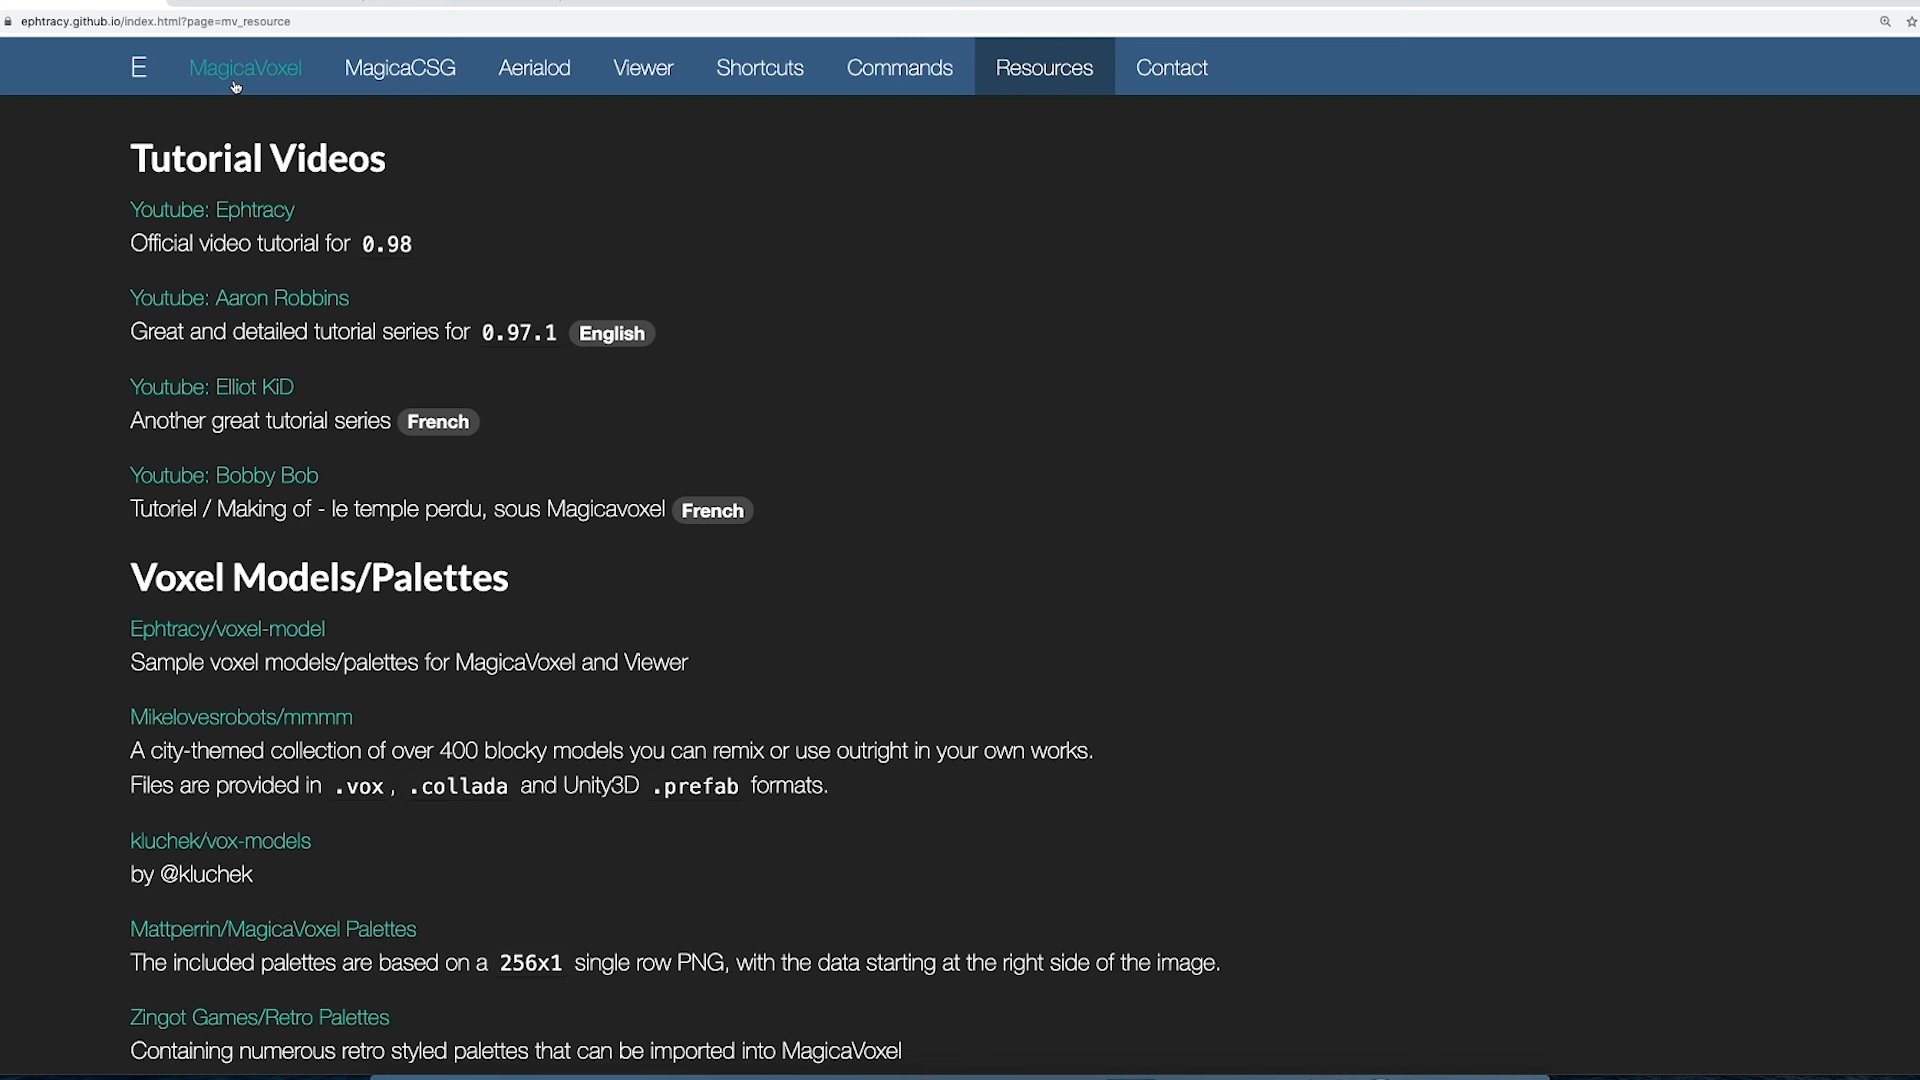 ephtracy.github.io/index.html?page=mv_resource
E MagicaVoxel MagicaCSG Aerialod Viewer Shortcuts Commands Resources Contact
Tutorial Videos
Youtube: Ephtracy
Official video tutorial for 0.98
Youtube: Aaron Robbins
Great and detailed tutorial series for 0.97.1 English
Youtube: Elliot KiD
Another great tutorial series French
Youtube: Bobby Bob
Tutoriel / Making of - le temple perdu, sous Magicavoxel French
Voxel Models/Palettes
Ephtracy/voxel-model
Sample voxel models/palettes for MagicaVoxel and Viewer
Mikelovesrobots/mmmm
A city-themed collection of over 400 blocky models you can remix or use outright in your own works.
Files are provided in .vox, .collada and Unity3D .prefab formats.
kluchek/vox-models
by @kluchek
Mattperrin/MagicaVoxel Palettes
The included palettes are based on a 256x1 single row PNG, with the data starting at the right side of the image.
Zingot Games/Retro Palettes
Containing numerous retro styled palettes that can be imported into MagicaVoxel